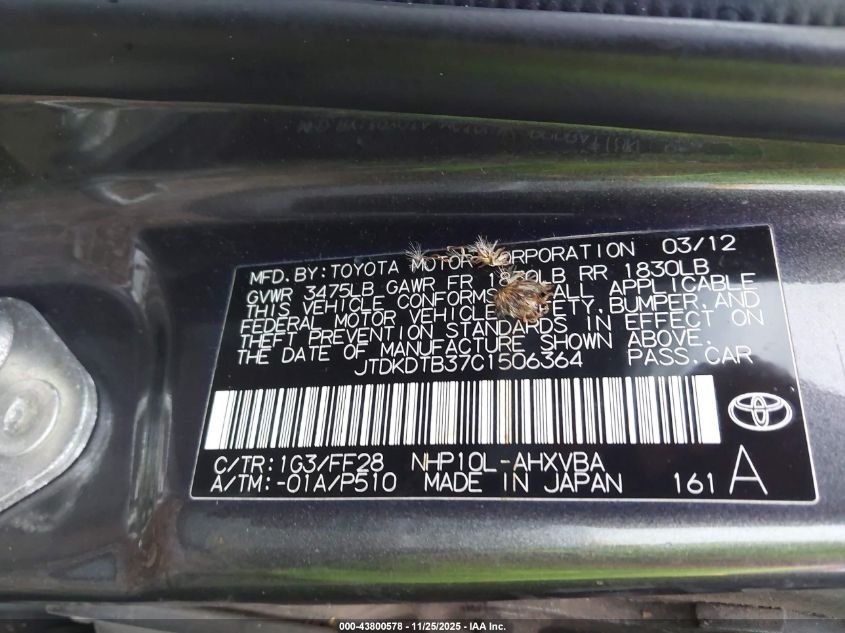 MFD. BY: TOYOTA MOTOR CORPORATION 03/12
GVWR 3475LB GAWR FR 1830LB RR 1830LB
THIS VEHICLE CONFORMS ALL APPLICABLE
FEDERAL MOTOR VEHICLE BUMPER, AND
THEFT PREVENTION STANDARDS IN EFFECT ON
THE DATE OF MANUFACTURE SHOWN ABOVE.
JTDKDTB37C1506364 PASS. CAR
C/TR: 1G3/FF28 NHP10L-AHXVBA
A/TM: -01A/P510 MADE IN JAPAN 161 A
000-43800578 - 11/25/2025 - IAA Inc.